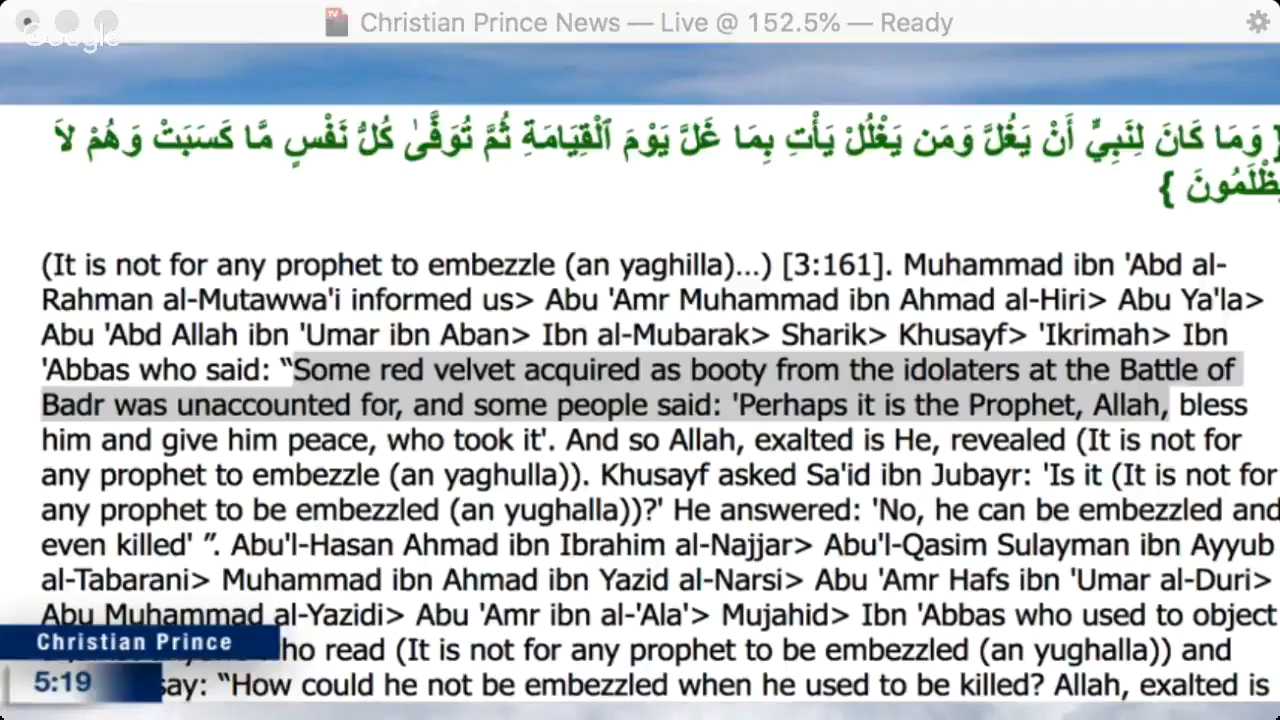 Christian Prince News — Live @ 152.5% — Ready
Google
وَمَا كَانَ لِنَبِيٍّ أَنْ يَغُلَّ وَمَن يَغْلُلْ يَأْتِ بِمَا غَلَّ يَوْمَ ٱلْقِيَامَةِ ثُمَّ تُوَفَّىٰ كُلُّ نَفْسٍ مَّا كَسَبَتْ وَهُمْ لاَ
يُظْلَمُونَ }
(It is not for any prophet to embezzle (an yaghilla)...) [3:161]. Muhammad ibn 'Abd al-
Rahman al-Mutawwa'i informed us> Abu 'Amr Muhammad ibn Ahmad al-Hiri> Abu Ya'la>
Abu 'Abd Allah ibn 'Umar ibn Aban> Ibn al-Mubarak> Sharik> Khusayf> 'Ikrimah> Ibn
'Abbas who said: “Some red velvet acquired as booty from the idolaters at the Battle of
Badr was unaccounted for, and some people said: 'Perhaps it is the Prophet, Allah, bless
him and give him peace, who took it'. And so Allah, exalted is He, revealed (It is not for
any prophet to embezzle (an yaghulla)). Khusayf asked Sa'id ibn Jubayr: 'Is it (It is not for
any prophet to be embezzled (an yughalla))?' He answered: 'No, he can be embezzled and
even killed' ”. Abu'l-Hasan Ahmad ibn Ibrahim al-Najjar> Abu'l-Qasim Sulayman ibn Ayyub
al-Tabarani> Muhammad ibn Ahmad ibn Yazid al-Narsi> Abu 'Amr Hafs ibn 'Umar al-Duri>
Abu Muhammad al-Yazidi> Abu 'Amr ibn al-'Ala'> Mujahid> Ibn 'Abbas who used to object
Christian Prince
who read (It is not for any prophet to be embezzled (an yughalla)) and
5:19
say: “How could he not be embezzled when he used to be killed? Allah, exalted is